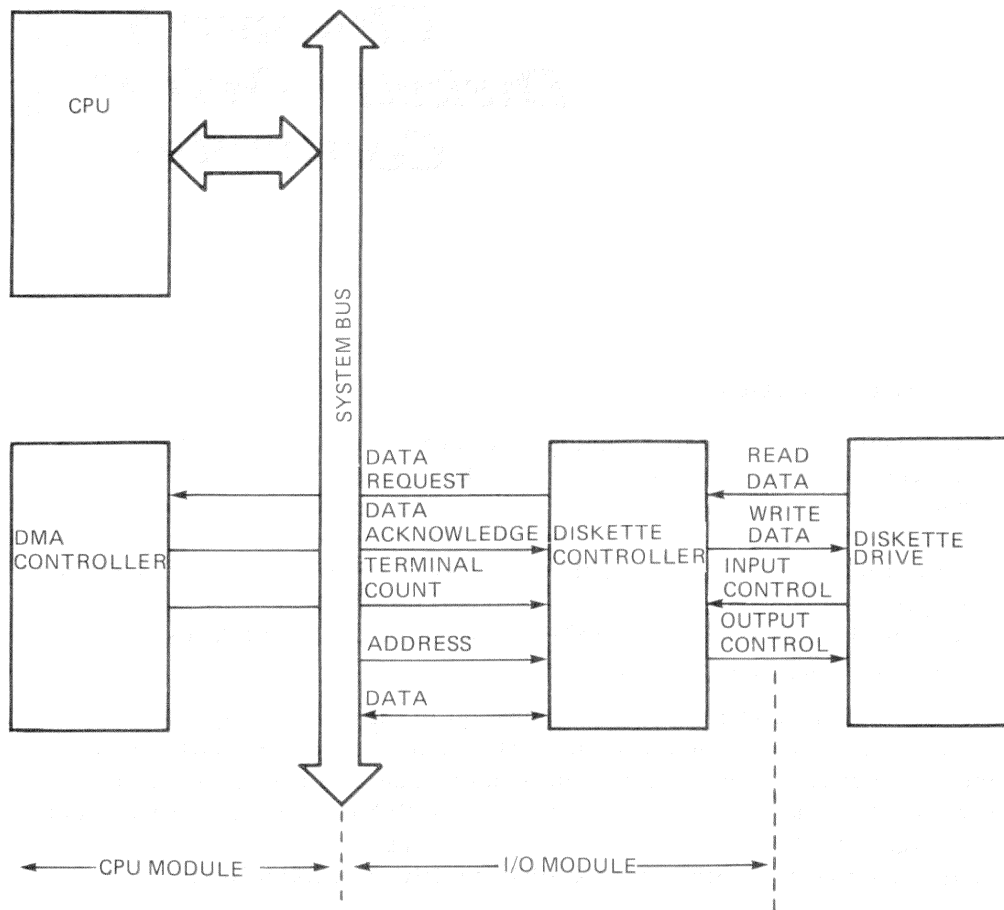 CPU
SYSTEM BUS
DATA
REQUEST
DATA
ACKNOWLEDGE
TERMINAL
COUNT
ADDRESS
DATA
DMA
CONTROLLER
DISKETTE
CONTROLLER
READ
DATA
WRITE
DATA
INPUT
CONTROL
OUTPUT
CONTROL
DISKETTE
DRIVE
CPU MODULE
I/O MODULE